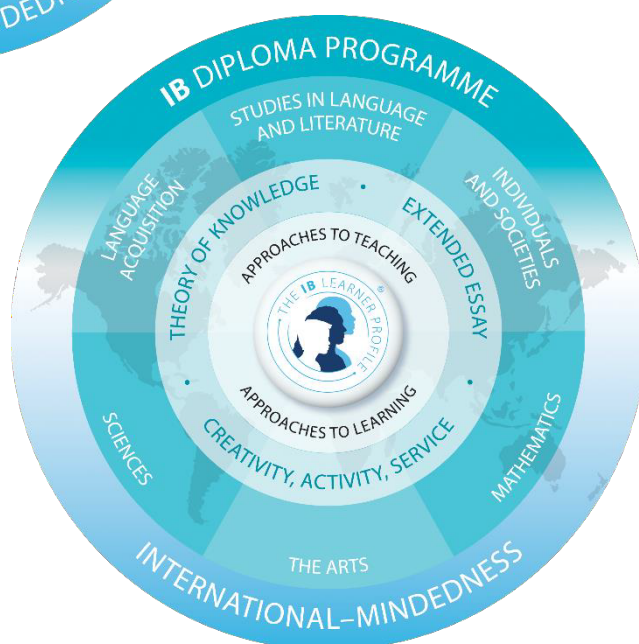 IB DIPLOMA PROGRAMME
STUDIES IN LANGUAGE
AND LITERATURE
LANGUAGE
ACQUISITION
INDIVIDUALS
AND SOCIETIES
THEORY OF KNOWLEDGE
EXTENDED ESSAY
APPROACHES TO TEACHING
THE IB LEARNER PROFILE ®
APPROACHES TO LEARNING
CREATIVITY, ACTIVITY, SERVICE
SCIENCES
MATHEMATICS
THE ARTS
INTERNATIONAL–MINDEDNESS